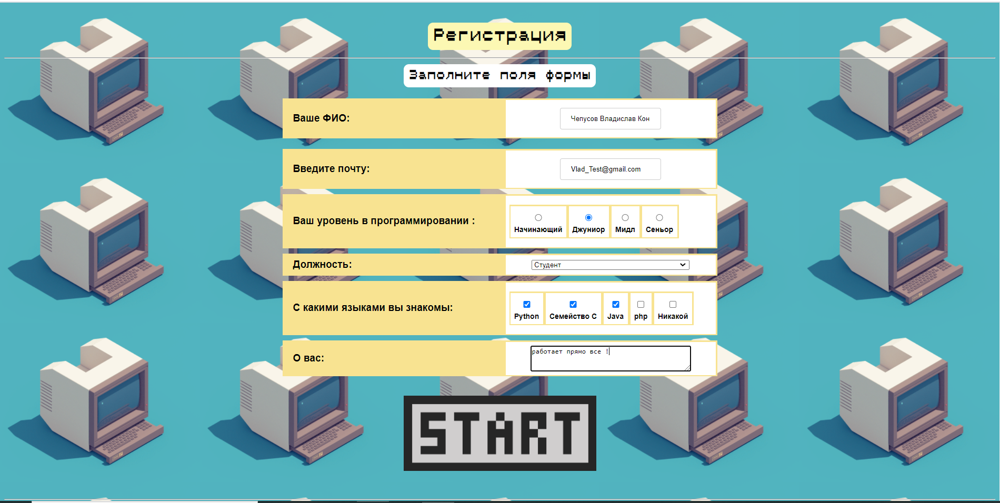 Регистрация
Заполните поля формы
Ваше ФИО:
Чепусов Владислав Кон
Введите почту:
Vlad_Test@gmail.com
Ваш уровень в программировании :
Начинающий Джуниор Мидл Сеньор
Должность:
Студент
С какими языками вы знакомы:
Python Семейство С Java php Никакой
О вас:
работает прямо все !
START